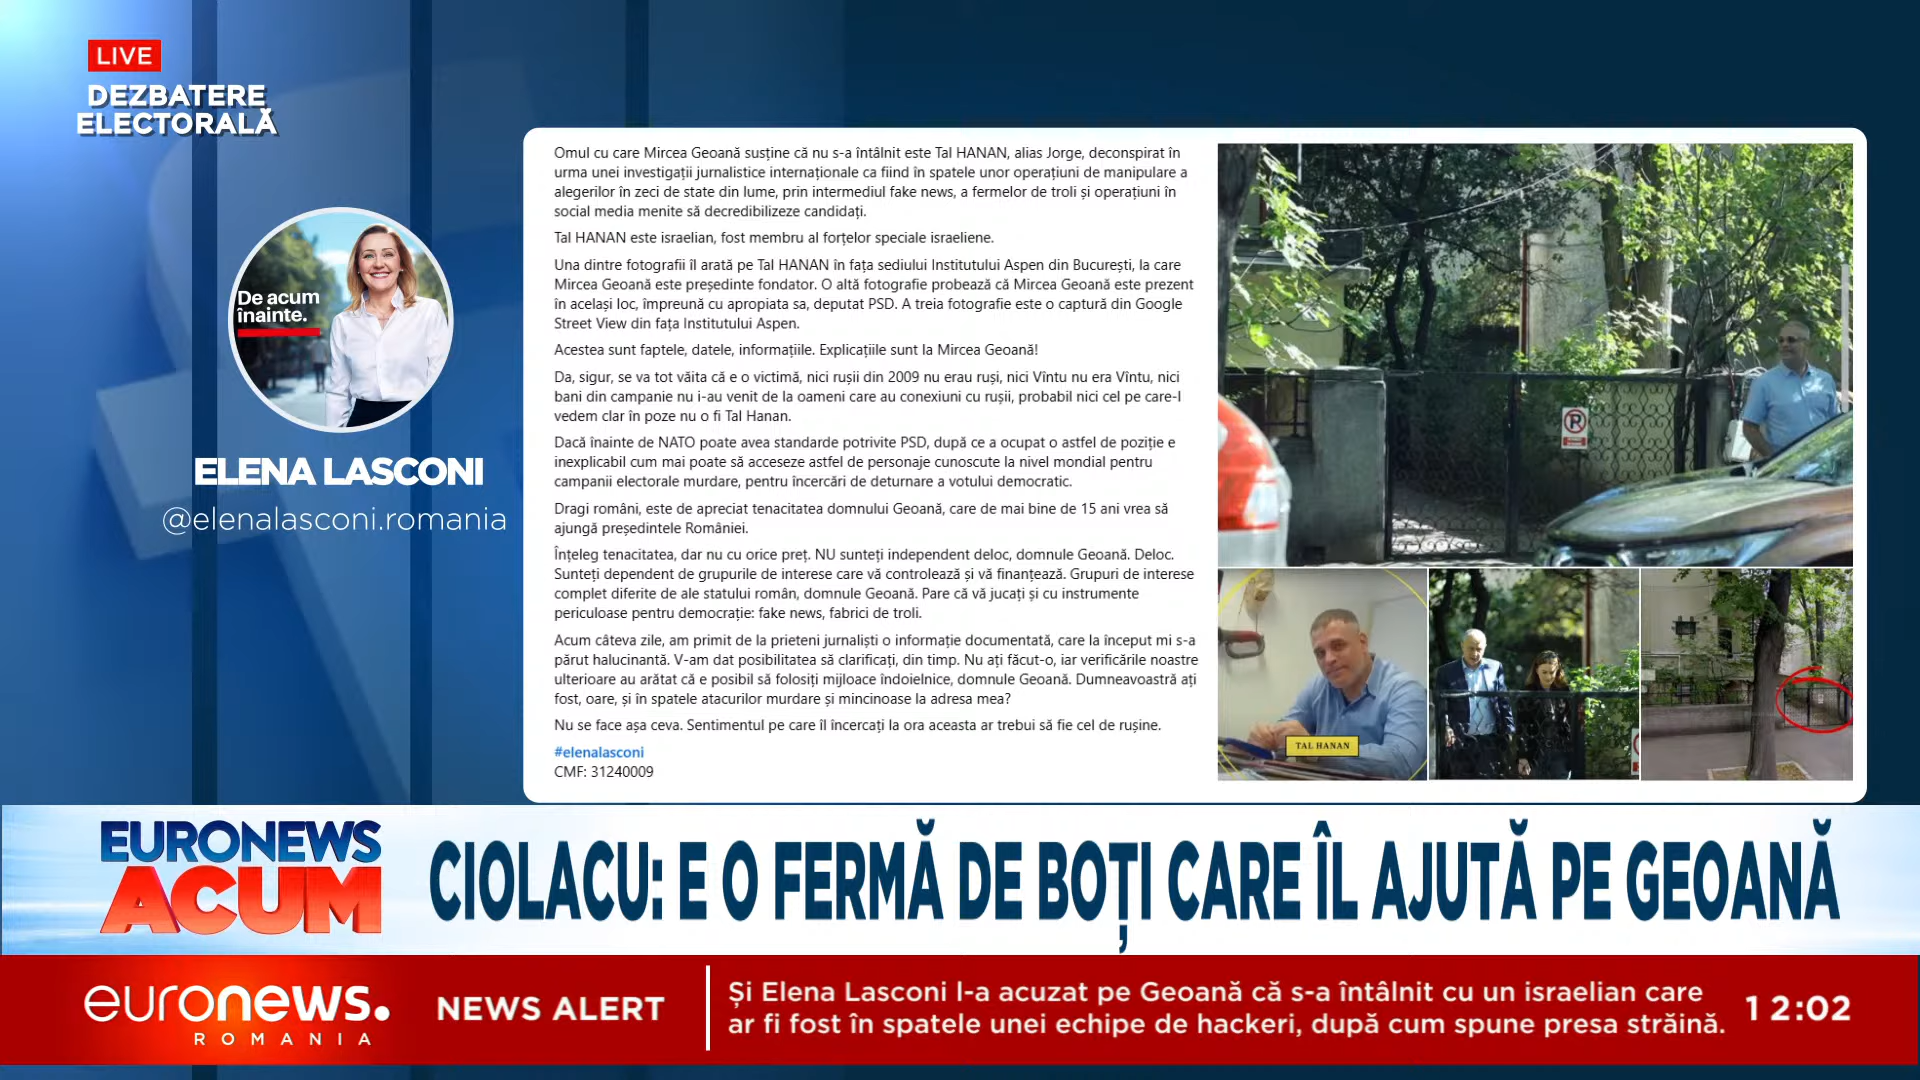 LIVE
DEZBATERE
ELECTORALĂ
De acum
înainte.
ELENA LASCONI
@elenalasconi.romania
Omul cu care Mircea Geoană susține că nu s-a întâlnit este Tal HANAN, alias Jorge, deconspirat în
urma unei investigații jurnalistice internaționale ca fiind în spatele unor operațiuni de manipulare a
alegerilor în zeci de state din lume, prin intermediul fake news, a fermelor de troli și operațiuni în
social media menite să decredibilizeze candidați.
Tal HANAN este israelian, fost membru al forțelor speciale israeliene.
Una dintre fotografii îl arată pe Tal HANAN în fața sediului Institutului Aspen din București, la care
Mircea Geoană este președinte fondator. O altă fotografie probează că Mircea Geoană este prezent
în același loc, împreună cu apropiata sa, deputat PSD. A treia fotografie este o captură din Google
Street View din fața Institutului Aspen.
Acestea sunt faptele, datele, informațiile. Explicațiile sunt la Mircea Geoană!
Da, sigur, se va tot văita că e o victimă, nici rușii din 2009 nu erau ruși, nici Vîntu nu era Vîntu, nici
bani din campanie nu i-au venit de la oameni care au conexiuni cu rușii, probabil nici cel pe care-l
vedem clar în poze nu o fi Tal Hanan.
Dacă înainte de NATO poate avea standarde potrivite PSD, după ce a ocupat o astfel de poziție e
inexplicabil cum mai poate să acceseze astfel de personaje cunoscute la nivel mondial pentru
campanii electorale murdare, pentru încercări de deturnare a votului democratic.
Dragi români, este de apreciat tenacitatea domnului Geoană, care de mai bine de 15 ani vrea să
ajungă președintele României.
Înțeleg tenacitatea, dar nu cu orice preț. NU sunteți independent deloc, domnule Geoană. Deloc.
Sunteți dependent de grupurile de interese care vă controlează și vă finanțează. Grupuri de interese
complet diferite de ale statului român, domnule Geoană. Pare că vă jucați și cu instrumente
periculoase pentru democrație: fake news, fabrici de troli.
Acum câteva zile, am primit de la prieteni jurnaliști o informație documentată, care la început mi s-a
părut halucinantă. V-am dat posibilitatea să clarificați, din timp. Nu ați făcut-o, iar verificările noastre
ulterioare au arătat că e posibil să folosiți mijloace îndoielnice, domnule Geoană. Dumneavoastră ați
fost, oare, și în spatele atacurilor murdare și mincinoase la adresa mea?
Nu se face așa ceva. Sentimentul pe care îl încercați la ora aceasta ar trebui să fie cel de rușine.
#elenalasconi
CMF: 31240009
TAL HANAN
EURONEWS
ACUM
CIOLACU: E O FERMĂ DE BOȚI CARE ÎL AJUTĂ PE GEOANĂ
euronews.
ROMANIA
NEWS ALERT
Și Elena Lasconi l-a acuzat pe Geoană că s-a întâlnit cu un israelian care
ar fi fost în spatele unei echipe de hackeri, după cum spune presa străină.
12:02